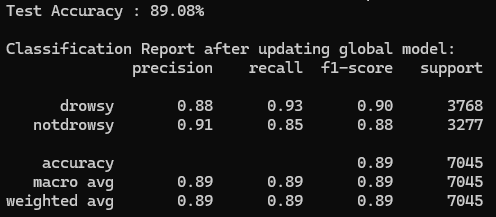 Test Accuracy : 89.08%
Classification Report after updating global model:
precision recall f1-score support
drowsy 0.88 0.93 0.90 3768
notdrowsy 0.91 0.85 0.88 3277
accuracy 0.89 7045
macro avg 0.89 0.89 0.89 7045
weighted avg 0.89 0.89 0.89 7045